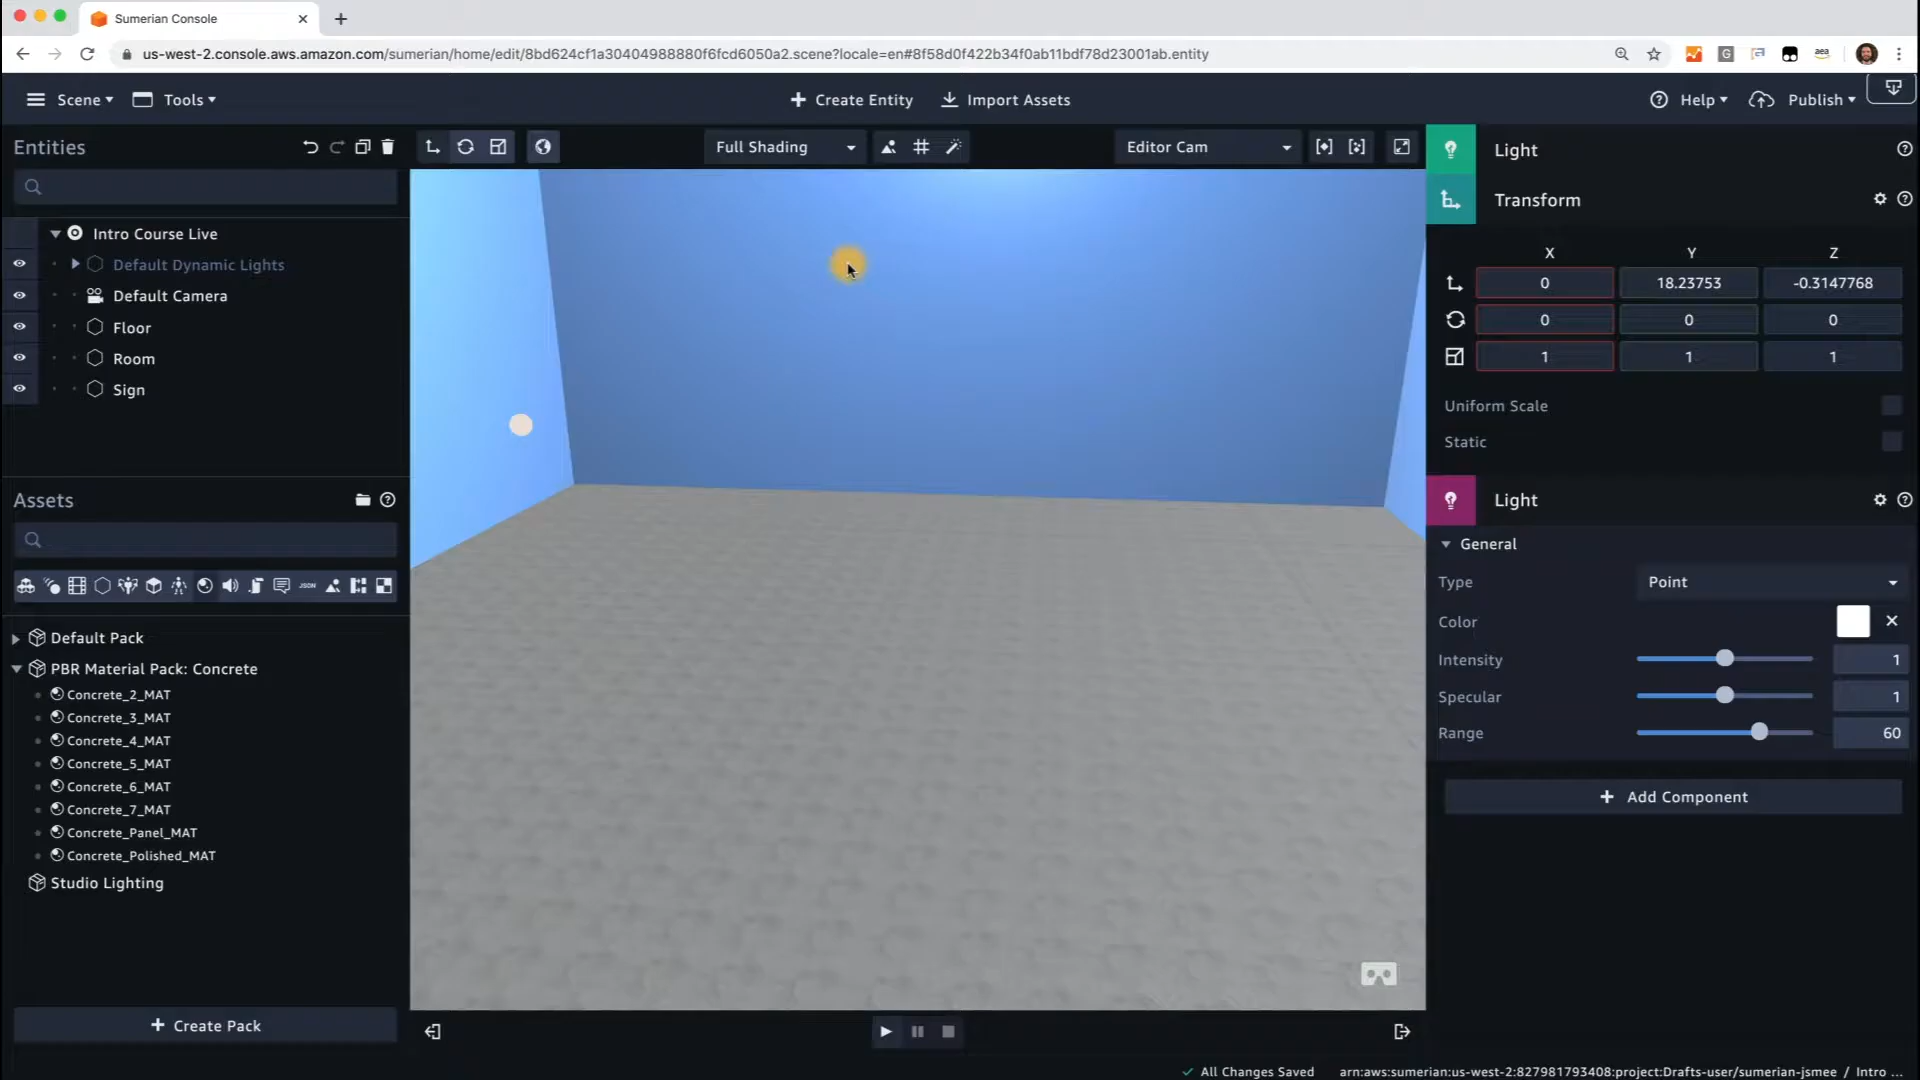 Sumerian Console
us-west-2.console.aws.amazon.com/sumerian/home/edit/8bd624cf1a30404988880f6fcd6050a2.scene?locale=en#8f58d0f422b34f0ab11bdf78d23001ab.entity
Scene Tools Create Entity Import Assets Help Publish
Entities
Full Shading
Editor Cam
Intro Course Live
Default Dynamic Lights
Default Camera
Floor
Room
Sign
Assets
JSON
Default Pack
PBR Material Pack: Concrete
Concrete_2_MAT
Concrete_3_MAT
Concrete_4_MAT
Concrete_5_MAT
Concrete_6_MAT
Concrete_7_MAT
Concrete_Panel_MAT
Concrete_Polished_MAT
Studio Lighting
Create Pack
Light
Transform
X Y Z
0 18.23753 -0.3147768
0 0 0
1 1 1
Uniform Scale
Static
Light
General
Type Point
Color
Intensity 1
Specular 1
Range 60
Add Component
All Changes Saved arn:aws:sumerian:us-west-2:827981793408:project:Drafts-user/sumerian-jsmee / Intro ...